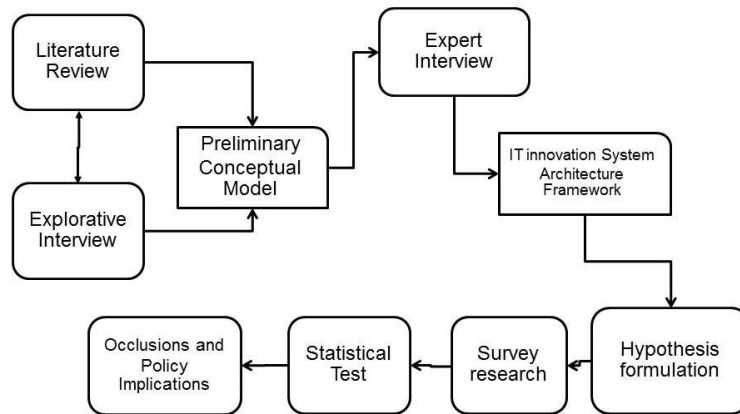 Literature
Review
Expert
Interview
Preliminary
Conceptual
Model
IT innovation System
Architecture
Framework
Explorative
Interview
Occlusions and
Policy
Implications
Statistical
Test
Survey
research
Hypothesis
formulation